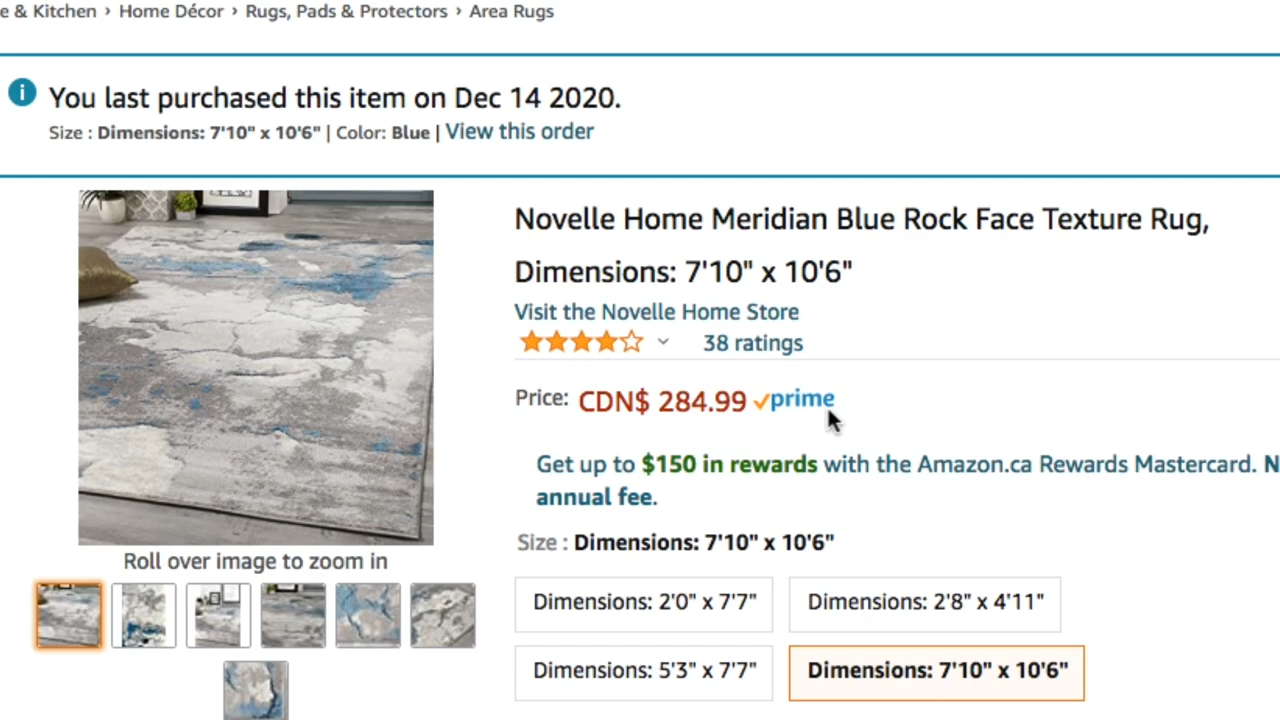 e & Kitchen › Home Décor › Rugs, Pads & Protectors › Area Rugs
i You last purchased this item on Dec 14 2020.
Size : Dimensions: 7'10" x 10'6" | Color: Blue | View this order
Novelle Home Meridian Blue Rock Face Texture Rug,
Dimensions: 7'10" x 10'6"
Visit the Novelle Home Store
38 ratings
Price: CDN$ 284.99 prime
Get up to $150 in rewards with the Amazon.ca Rewards Mastercard. N
annual fee.
Roll over image to zoom in
Size : Dimensions: 7'10" x 10'6"
Dimensions: 2'0" x 7'7" Dimensions: 2'8" x 4'11"
Dimensions: 5'3" x 7'7" Dimensions: 7'10" x 10'6"